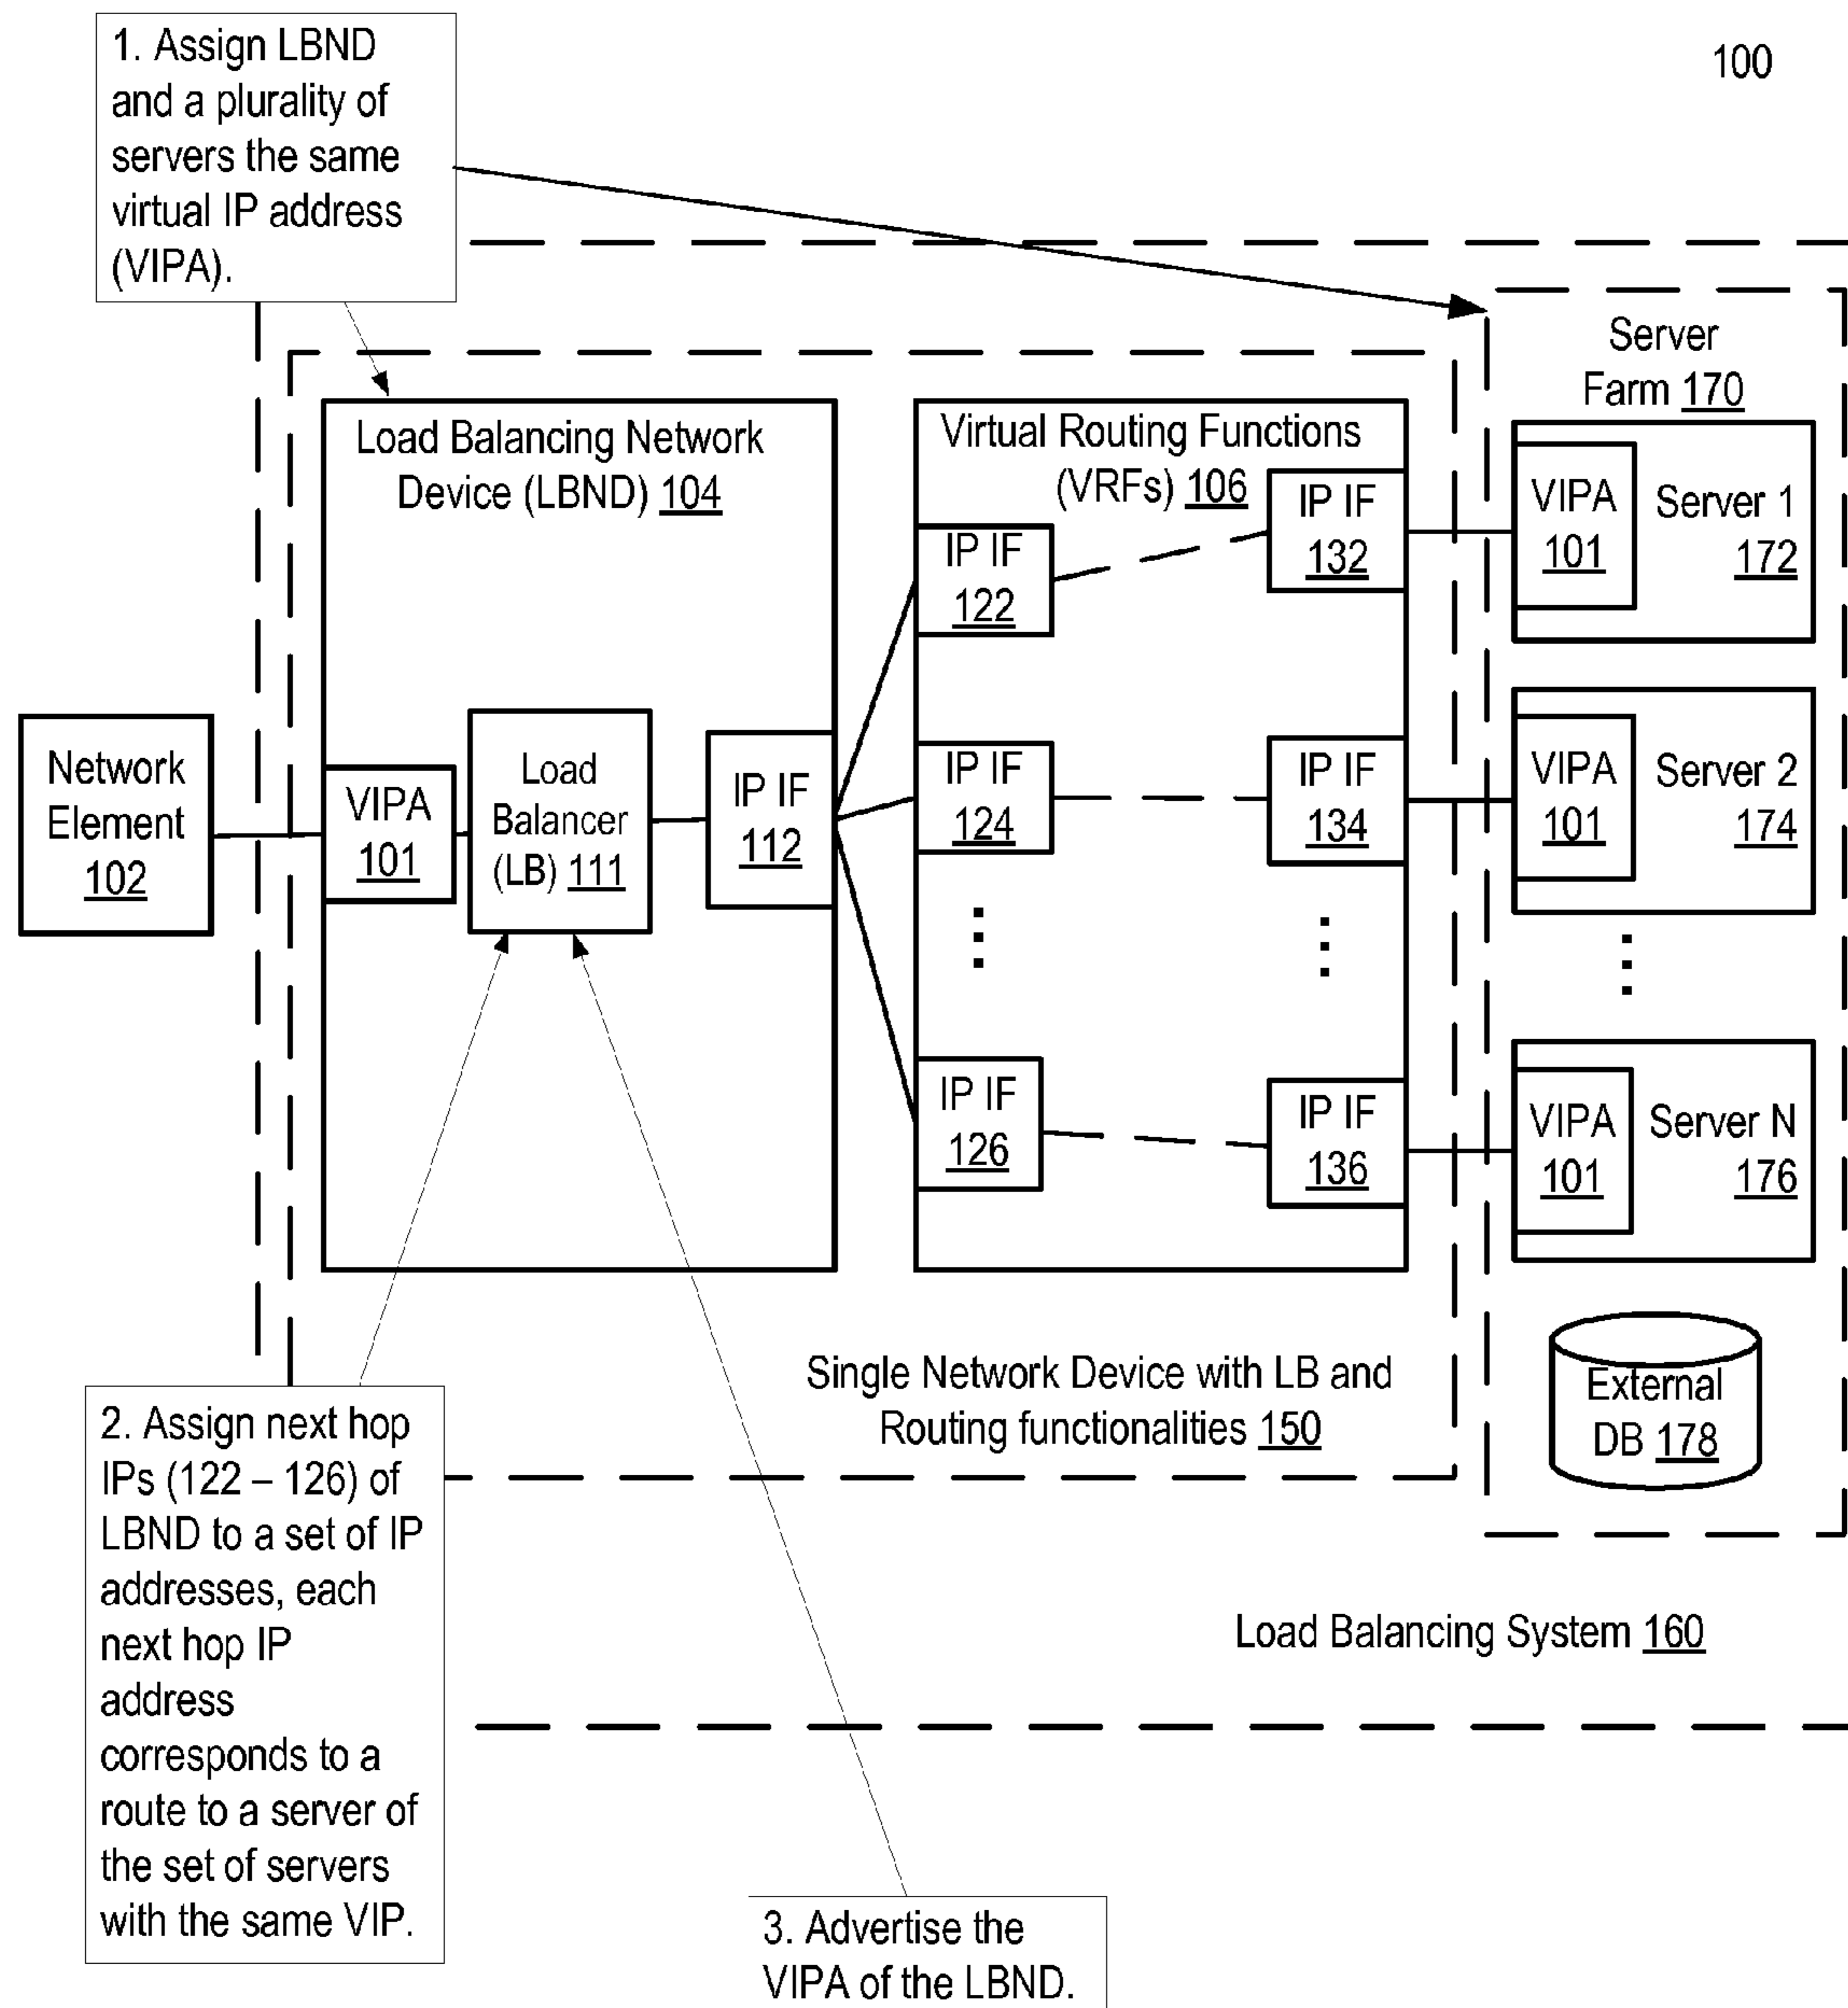 100
1. Assign LBND
and a plurality of
servers the same
virtual IP address
(VIPA).
Load Balancing Network
Device (LBND) 104
Virtual Routing Functions
(VRFs) 106
Server
Farm 170
IP IF
122
IP IF
132
VIPA
101
Server 1
172
Network
Element
102
VIPA
101
Load
Balancer
(LB) 111
IP IF
112
IP IF
124
IP IF
134
VIPA
101
Server 2
174
IP IF
126
IP IF
136
VIPA
101
Server N
176
Single Network Device with LB and
Routing functionalities 150
External
DB 178
2. Assign next hop
IPs (122 – 126) of
LBND to a set of IP
addresses, each
next hop IP
address
corresponds to a
route to a server of
the set of servers
with the same VIP.
Load Balancing System 160
3. Advertise the
VIPA of the LBND.